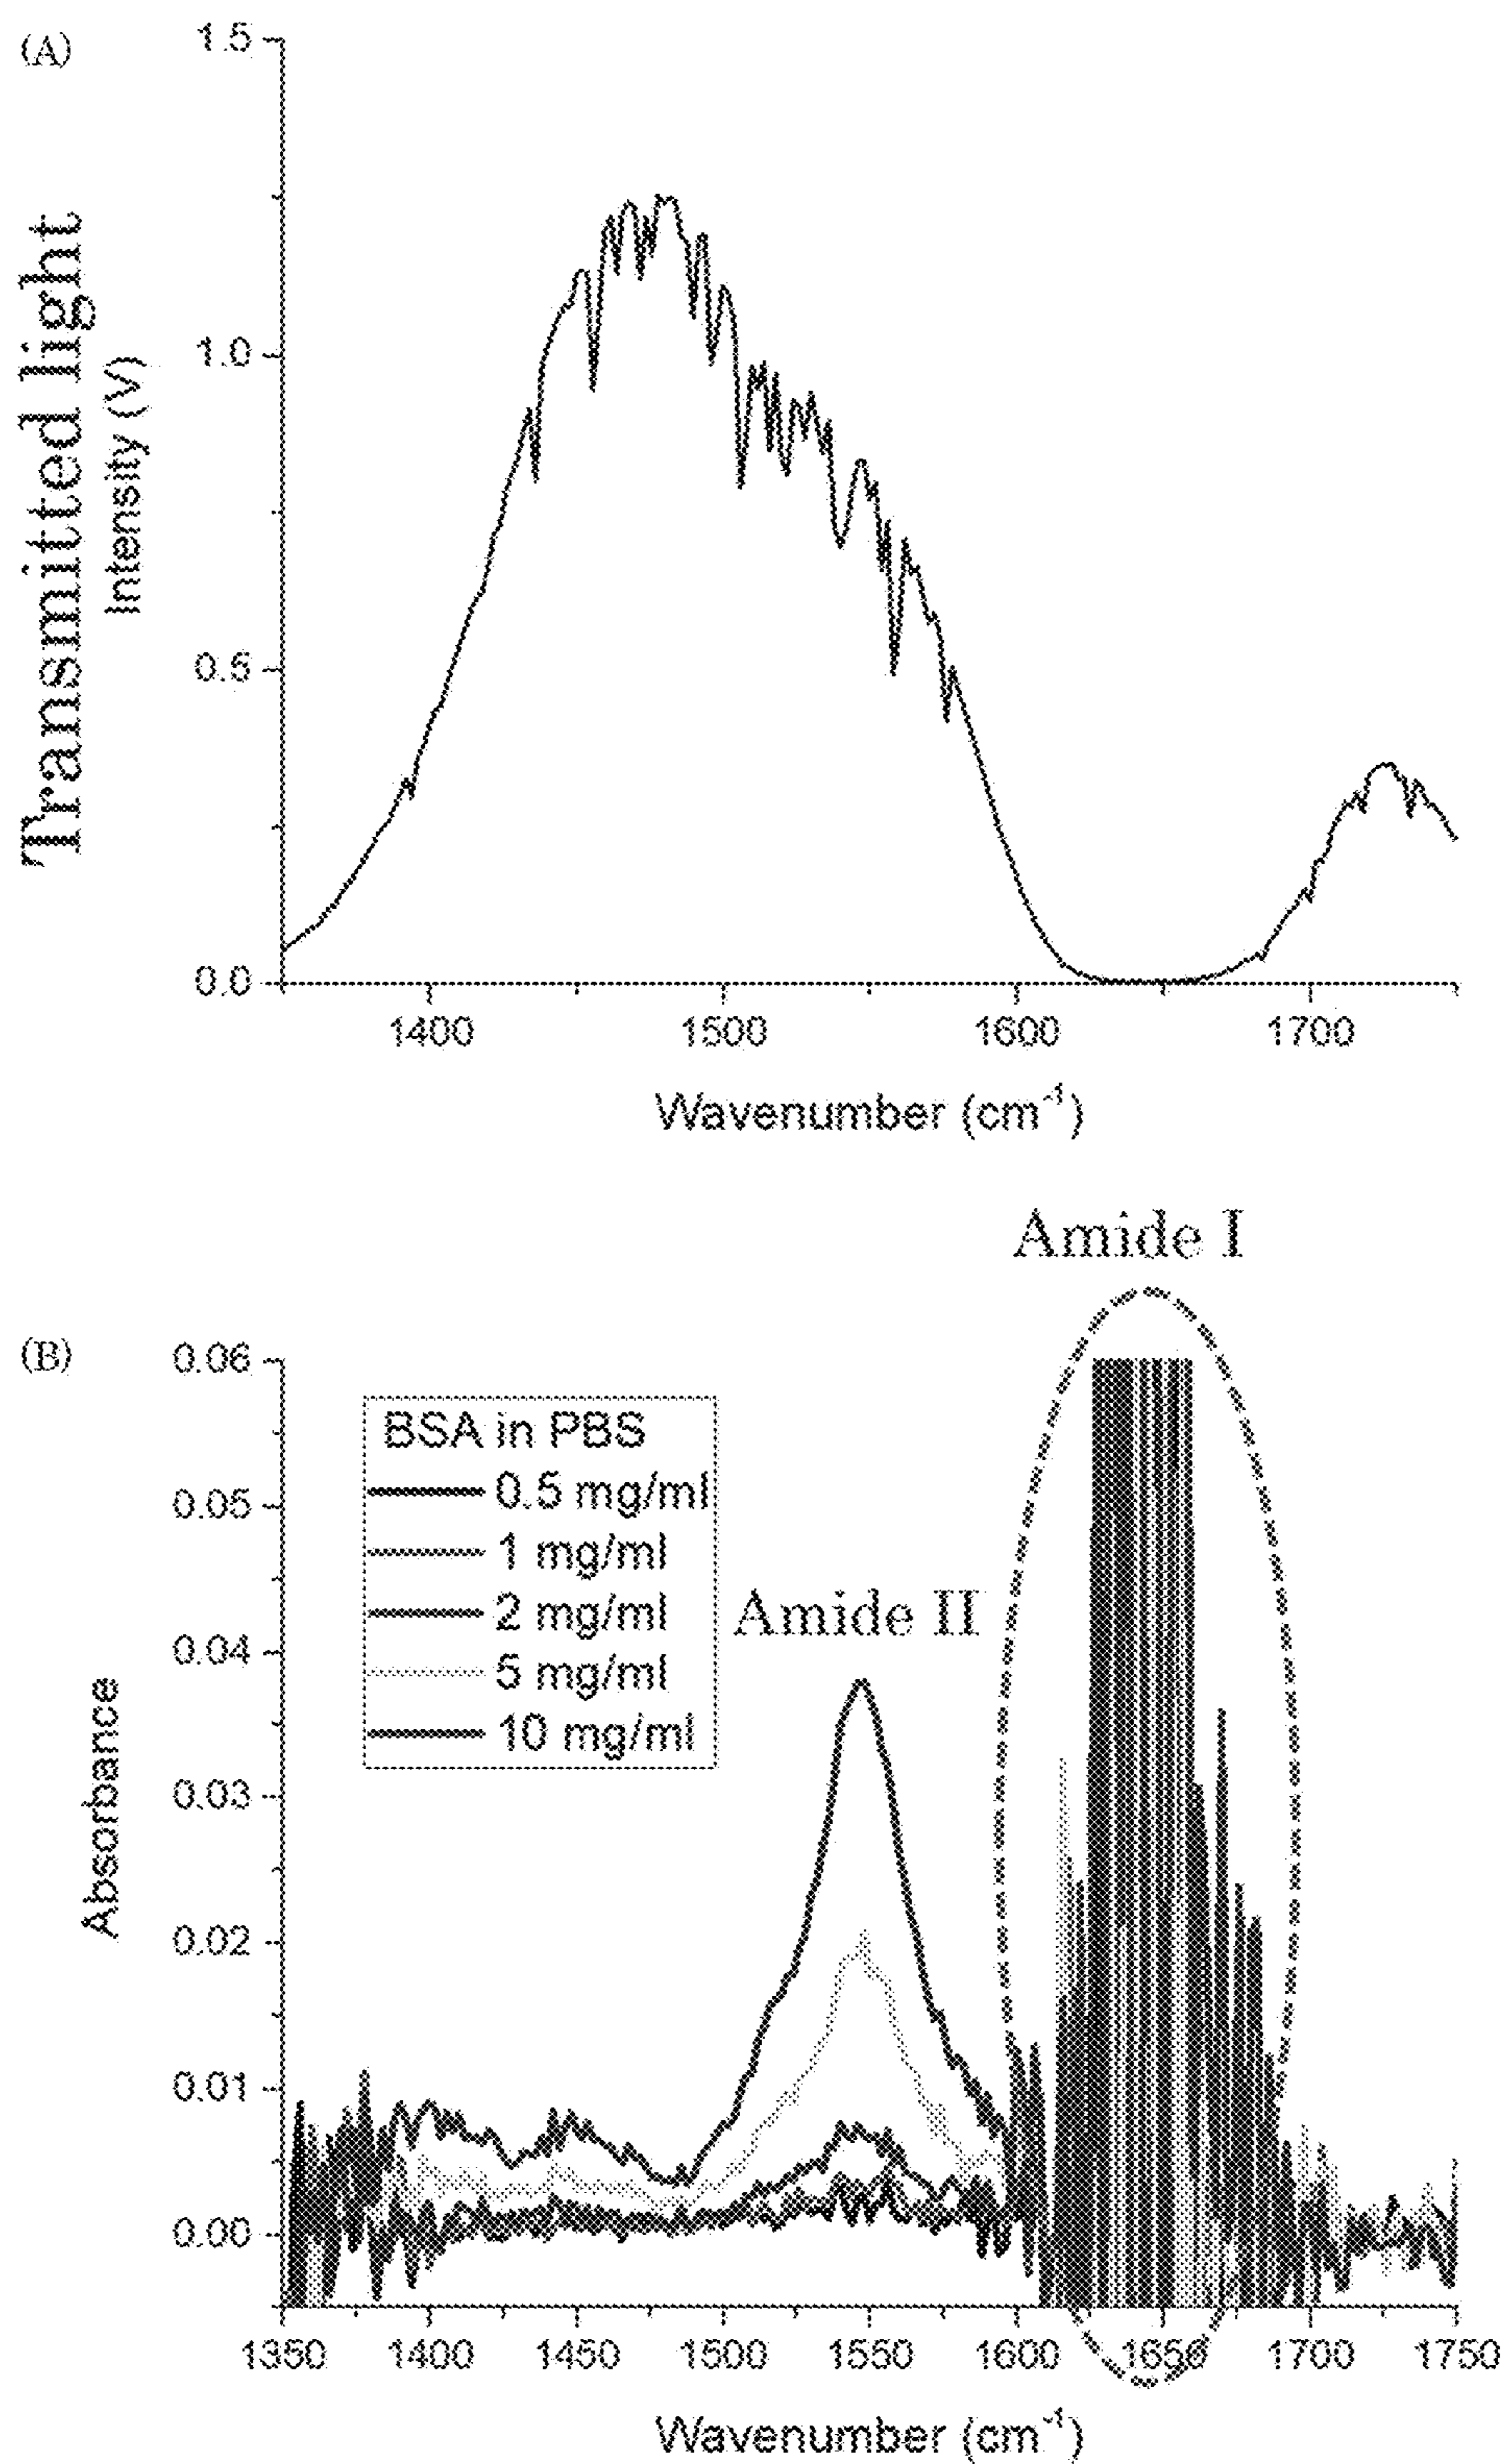 (A)
Transmitted light
Intensity (V)
1.5
1.0
0.5
0.0
1400 1500 1600 1700
Wavenumber (cm⁻¹)
Amide I
(B)
Absorbance
0.06
0.05
0.04
0.03
0.02
0.01
0.00
BSA in PBS
0.5 mg/ml
1 mg/ml
2 mg/ml
5 mg/ml
10 mg/ml
Amide II
1350 1400 1450 1500 1550 1600 1650 1700 1750
Wavenumber (cm⁻¹)